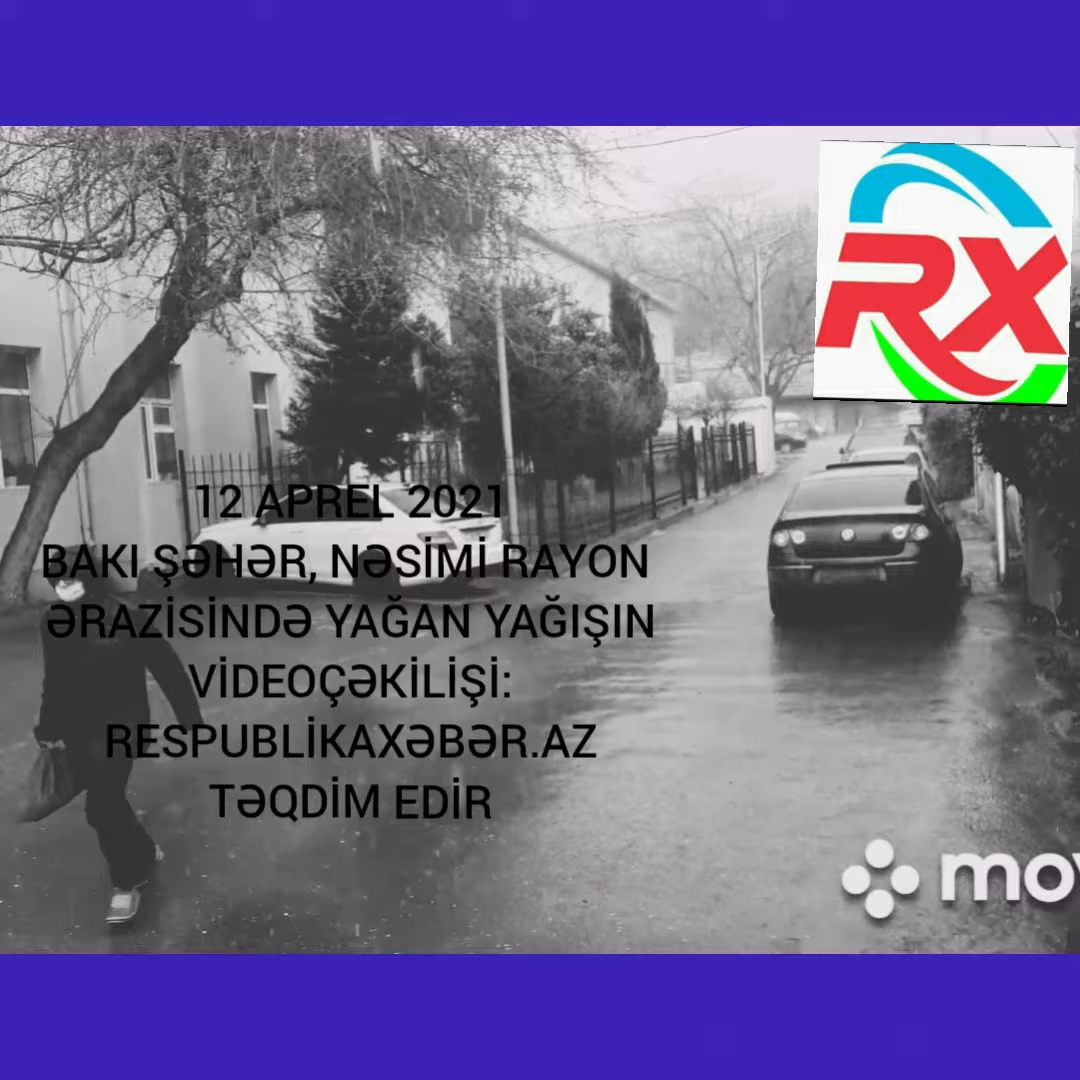 RX
12 APREL 2021
BAKI ŞƏHƏR, NƏSİMİ RAYON
ƏRAZİSİNDƏ YAĞAN YAĞIŞIN
VİDEOÇƏKİLİŞİ:
RESPUBLİKAXƏBƏR.AZ
TƏQDİM EDİR
mov